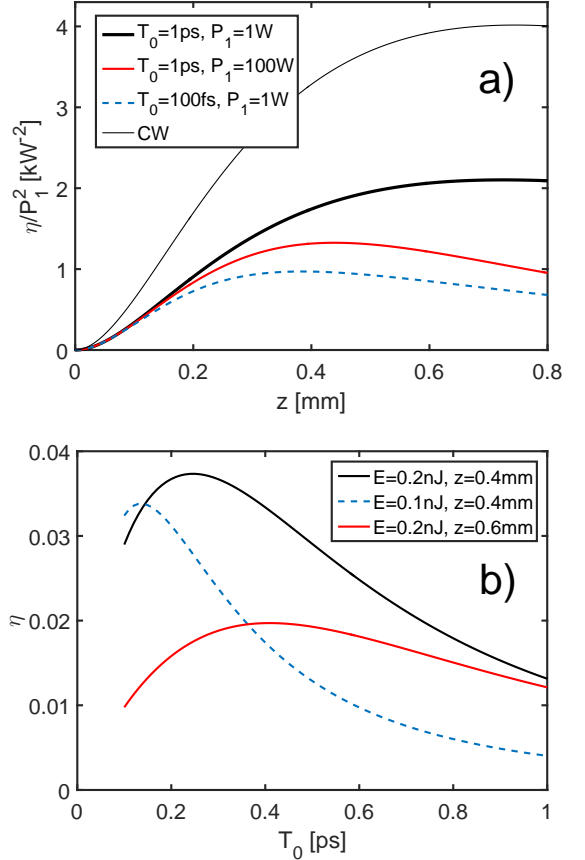 4
3
2
1
0
η/P₁² [kW⁻²]
T₀=1ps, P₁=1W
T₀=1ps, P₁=100W
T₀=100fs, P₁=1W
CW
a)
0 0.2 0.4 0.6 0.8
z [mm]
0.04
0.03
0.02
0.01
0
η
E=0.2nJ, z=0.4mm
E=0.1nJ, z=0.4mm
E=0.2nJ, z=0.6mm
b)
0 0.2 0.4 0.6 0.8 1
T₀ [ps]